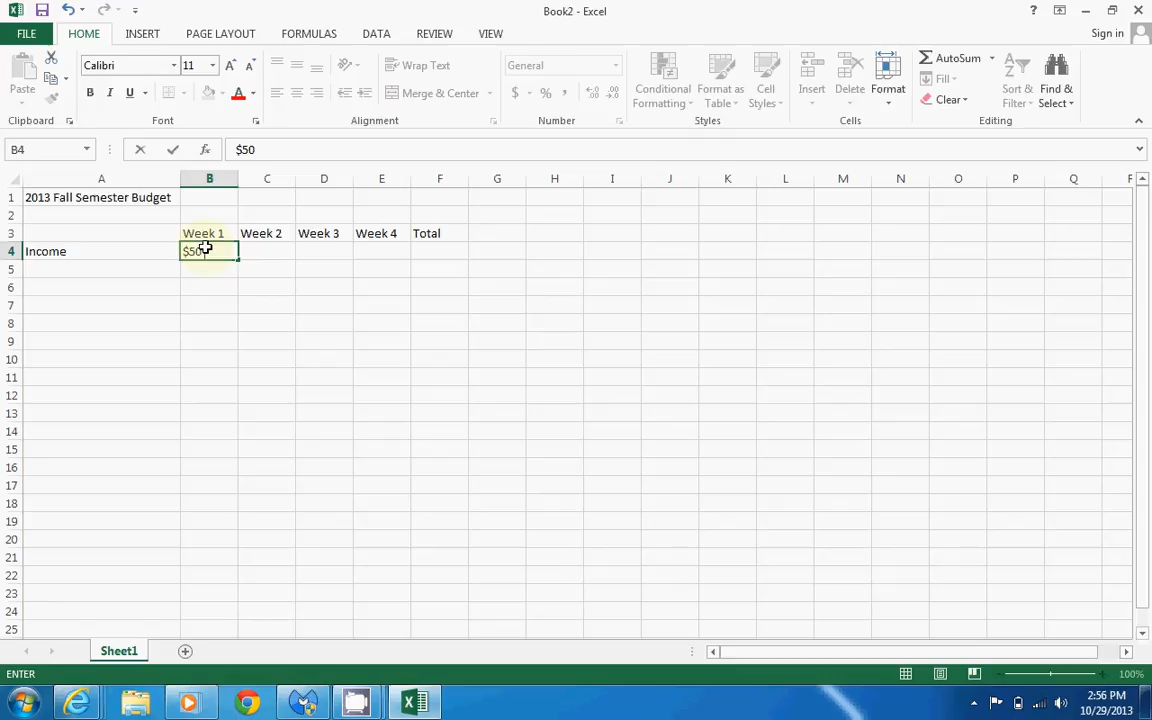 Book2 - Excel
?
FILE HOME INSERT PAGE LAYOUT FORMULAS DATA REVIEW VIEW Sign in
Calibri 11 A A Wrap Text General AutoSum
Paste B I U A Merge & Center $ % , Conditional Formatting Format as Table Cell Styles Insert Delete Format Fill Clear Sort & Filter Find & Select
Clipboard Font Alignment Number Styles Cells Editing
B4 fx $50
A B C D E F G H I J K L M N O P Q R
1 2013 Fall Semester Budget
2
3 Week 1 Week 2 Week 3 Week 4 Total
4 Income $50
5
6
7
8
9
10
11
12
13
14
15
16
17
18
19
20
21
22
23
24
25
Sheet1
ENTER 100%
2:56 PM
10/29/2013